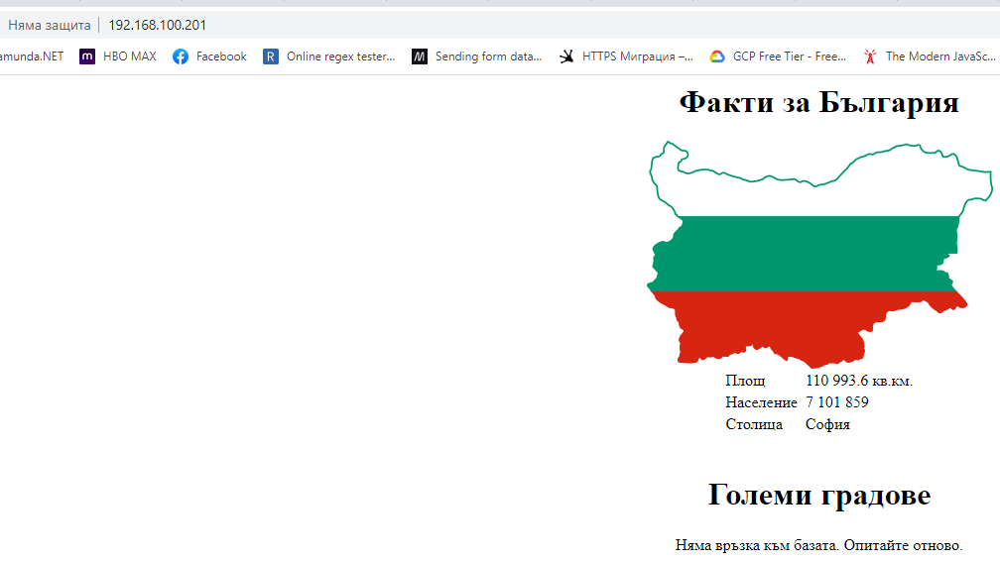 Няма защита | 192.168.100.201
amunda.NET HBO MAX Facebook R Online regex tester... M Sending form data... HTTPS Миграция –... GCP Free Tier - Free... The Modern JavaSc...
Факти за България
Площ 110 993.6 кв.км.
Население 7 101 859
Столица София
Големи градове
Няма връзка към базата. Опитайте отново.